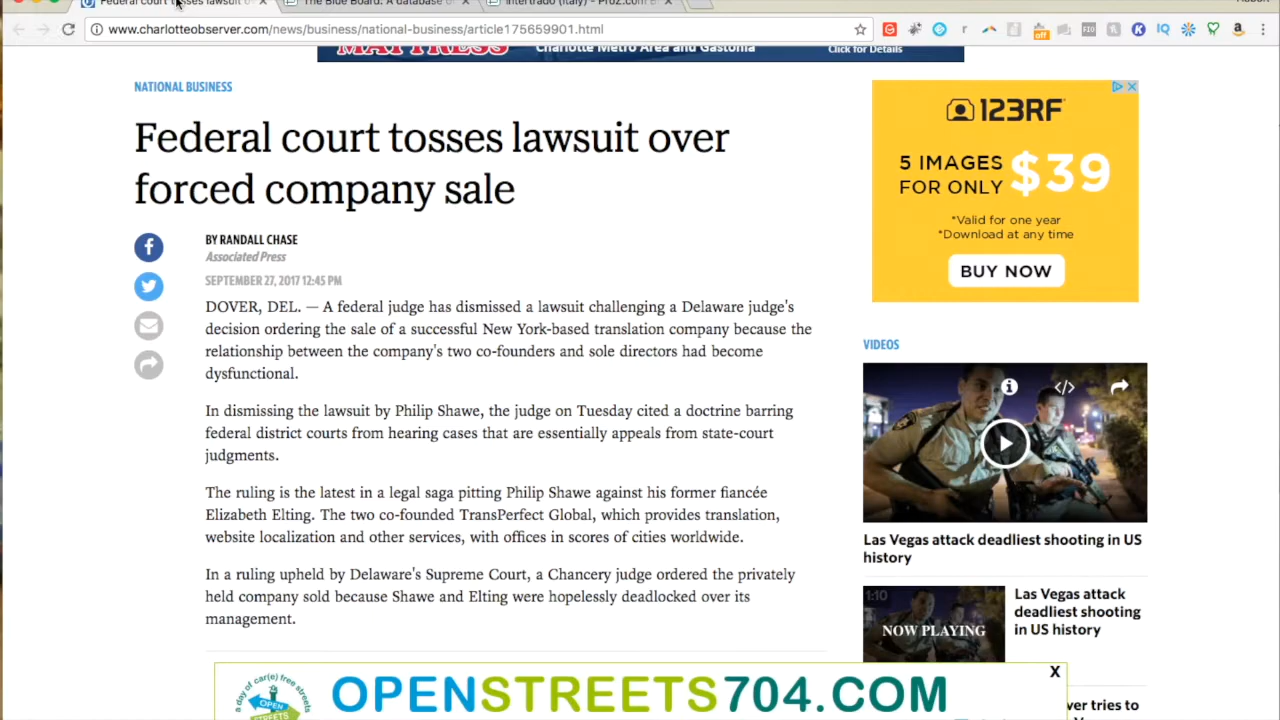 Federal court tosses lawsuit
The Blue Board: A database
Intertrado (Italy) - ProZ.com
www.charlotteobserver.com/news/business/national-business/article175659901.html
off
MATTRESS
Charlotte Metro Area and Gastonia
Click for Details
NATIONAL BUSINESS
Federal court tosses lawsuit over
forced company sale
BY RANDALL CHASE
Associated Press
SEPTEMBER 27, 2017 12:45 PM
DOVER, DEL. — A federal judge has dismissed a lawsuit challenging a Delaware judge's
decision ordering the sale of a successful New York-based translation company because the
relationship between the company's two co-founders and sole directors had become
dysfunctional.
In dismissing the lawsuit by Philip Shawe, the judge on Tuesday cited a doctrine barring
federal district courts from hearing cases that are essentially appeals from state-court
judgments.
The ruling is the latest in a legal saga pitting Philip Shawe against his former fiancée
Elizabeth Elting. The two co-founded TransPerfect Global, which provides translation,
website localization and other services, with offices in scores of cities worldwide.
In a ruling upheld by Delaware's Supreme Court, a Chancery judge ordered the privately
held company sold because Shawe and Elting were hopelessly deadlocked over its
management.
123RF
5 IMAGES
FOR ONLY $39
*Valid for one year
*Download at any time
BUY NOW
VIDEOS
Las Vegas attack deadliest shooting in US
history
1:10
NOW PLAYING
Las Vegas attack
deadliest shooting
in US history
ver tries to
X
a day of car(e) free streets
OPEN
STREETS
OPENSTREETS704.COM